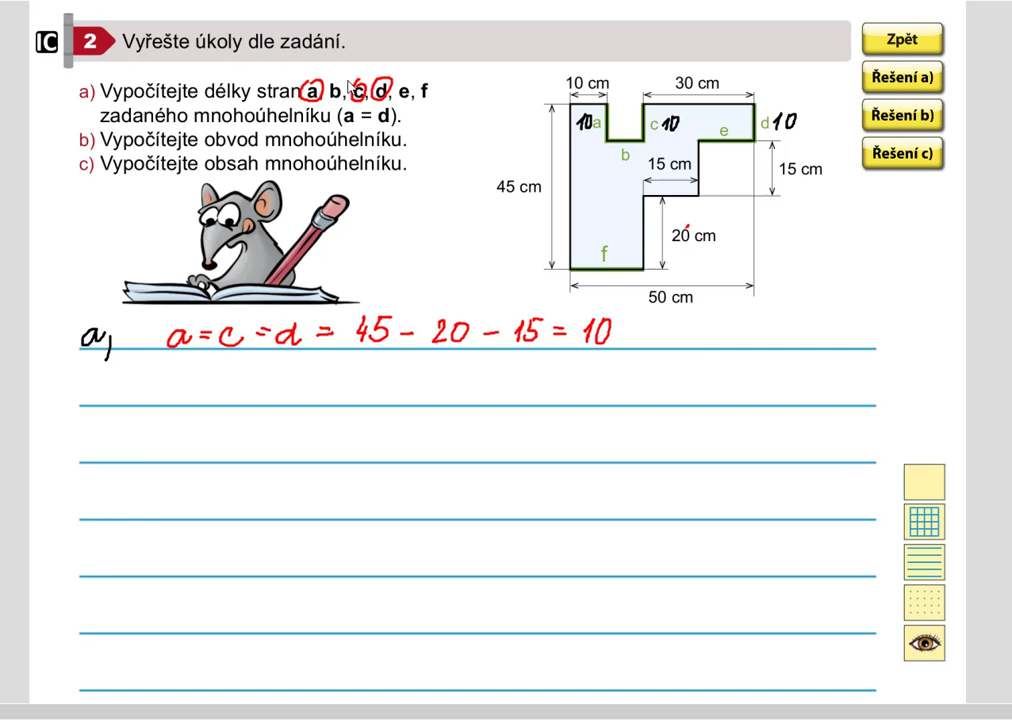 2 Vyřešte úkoly dle zadání.
Zpět
Řešení a)
Řešení b)
Řešení c)
a) Vypočítejte délky stran a, b, c, d, e, f
zadaného mnohoúhelníku (a = d).
b) Vypočítejte obvod mnohoúhelníku.
c) Vypočítejte obsah mnohoúhelníku.
10 cm 30 cm
10 a c 10 e d 10
b
15 cm 15 cm
45 cm
20 cm
f
50 cm
a, a = c = d = 45 - 20 - 15 = 10